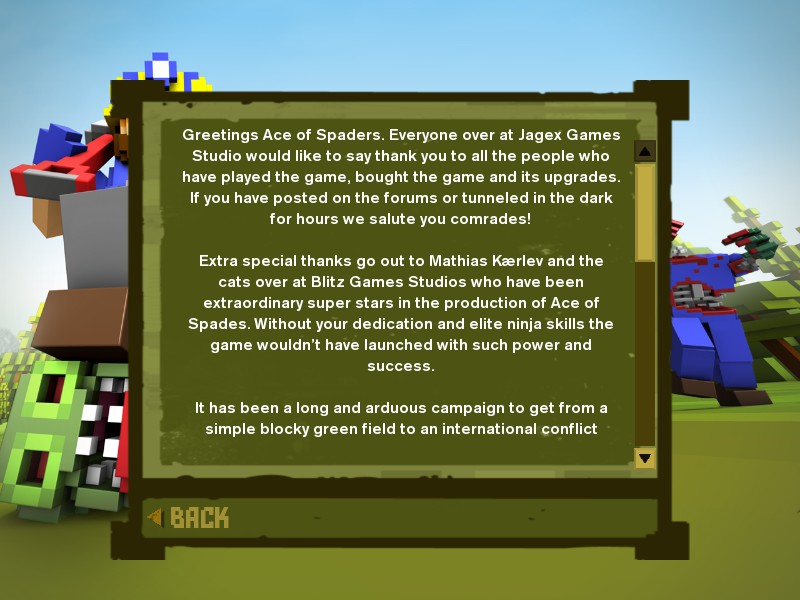 Greetings Ace of Spaders. Everyone over at Jagex Games
Studio would like to say thank you to all the people who
have played the game, bought the game and its upgrades.
If you have posted on the forums or tunneled in the dark
for hours we salute you comrades!
Extra special thanks go out to Mathias Kærlev and the
cats over at Blitz Games Studios who have been
extraordinary super stars in the production of Ace of
Spades. Without your dedication and elite ninja skills the
game wouldn't have launched with such power and
success.
It has been a long and arduous campaign to get from a
simple blocky green field to an international conflict
BACK